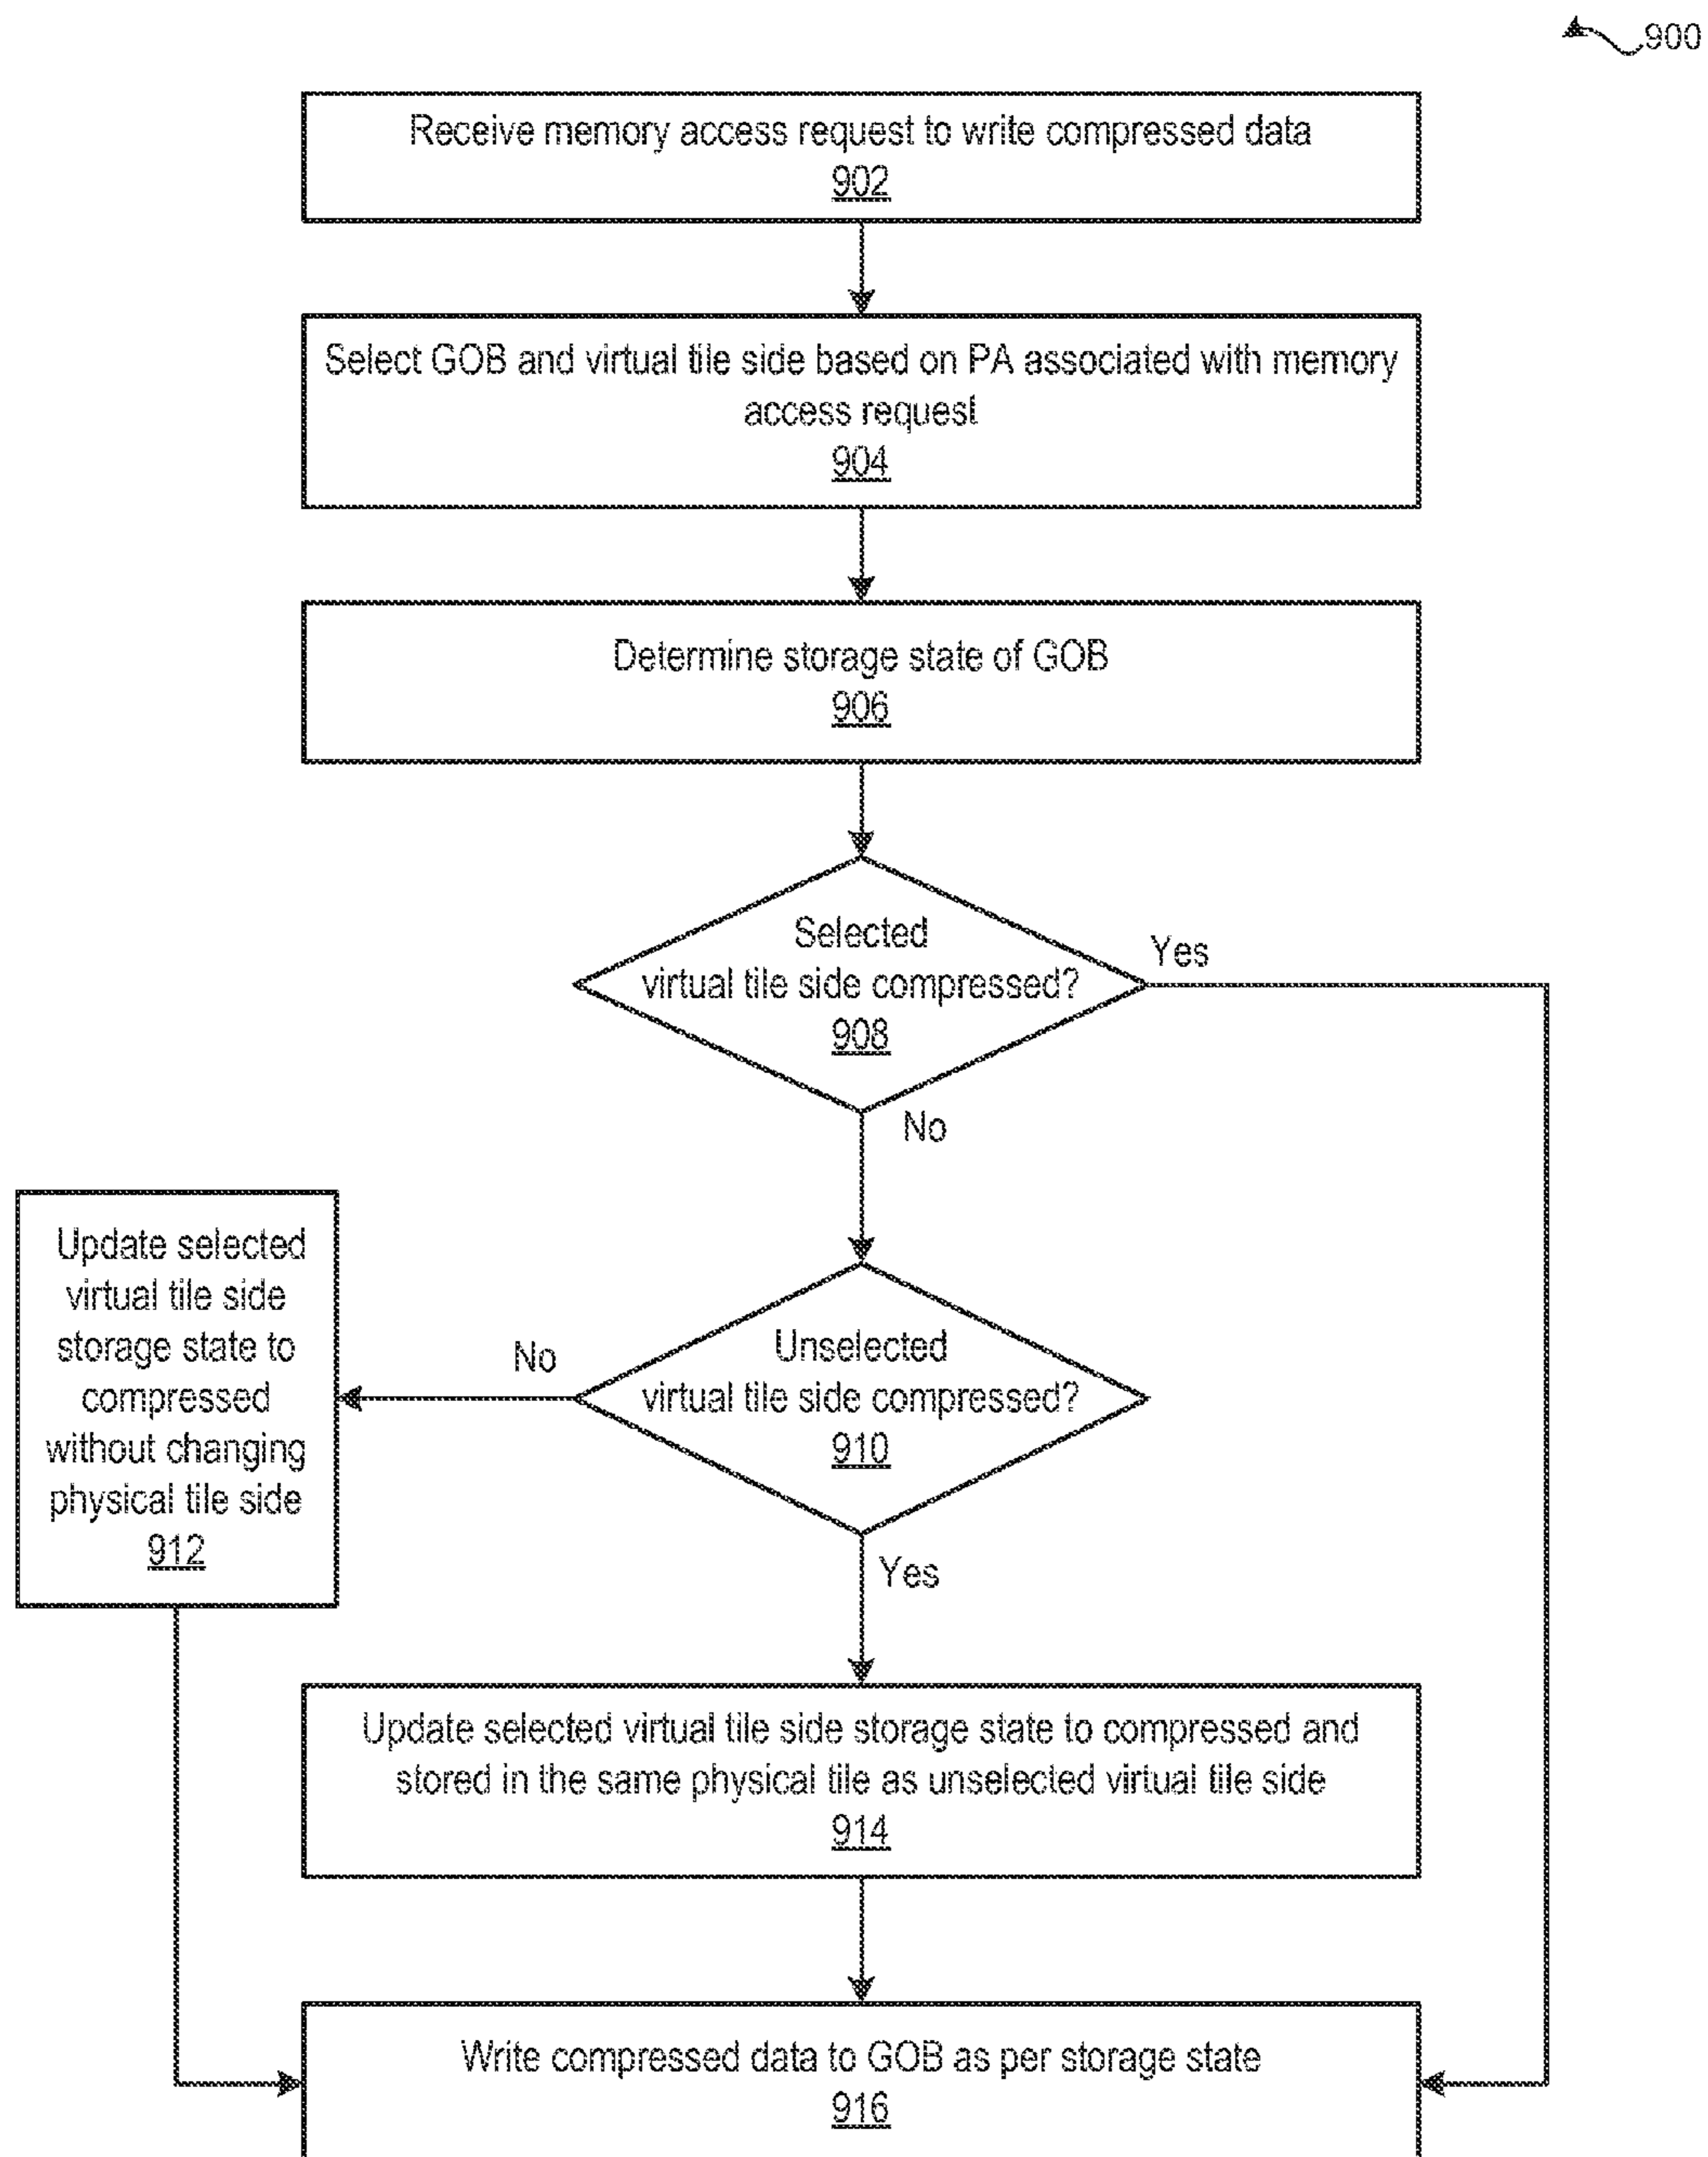 900
Receive memory access request to write compressed data
902
Select GOB and virtual tile side based on PA associated with memory
access request
904
Determine storage state of GOB
906
Selected
virtual tile side compressed?
908
Yes
No
Update selected
virtual tile side
storage state to
compressed
without changing
physical tile side
912
No
Unselected
virtual tile side compressed?
910
Yes
Update selected virtual tile side storage state to compressed and
stored in the same physical tile as unselected virtual tile side
914
Write compressed data to GOB as per storage state
916